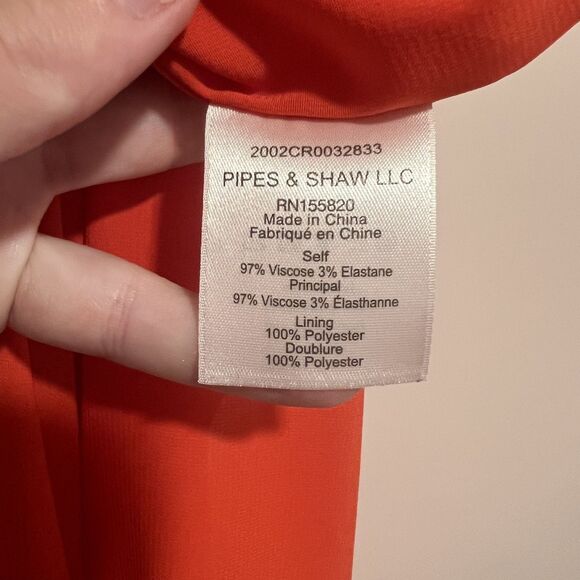 2002CR0032833
PIPES & SHAW LLC
RN155820
Made in China
Fabriqué en Chine
Self
97% Viscose 3% Elastane
Principal
97% Viscose 3% Élasthanne
Lining
100% Polyester
Doublure
100% Polyester